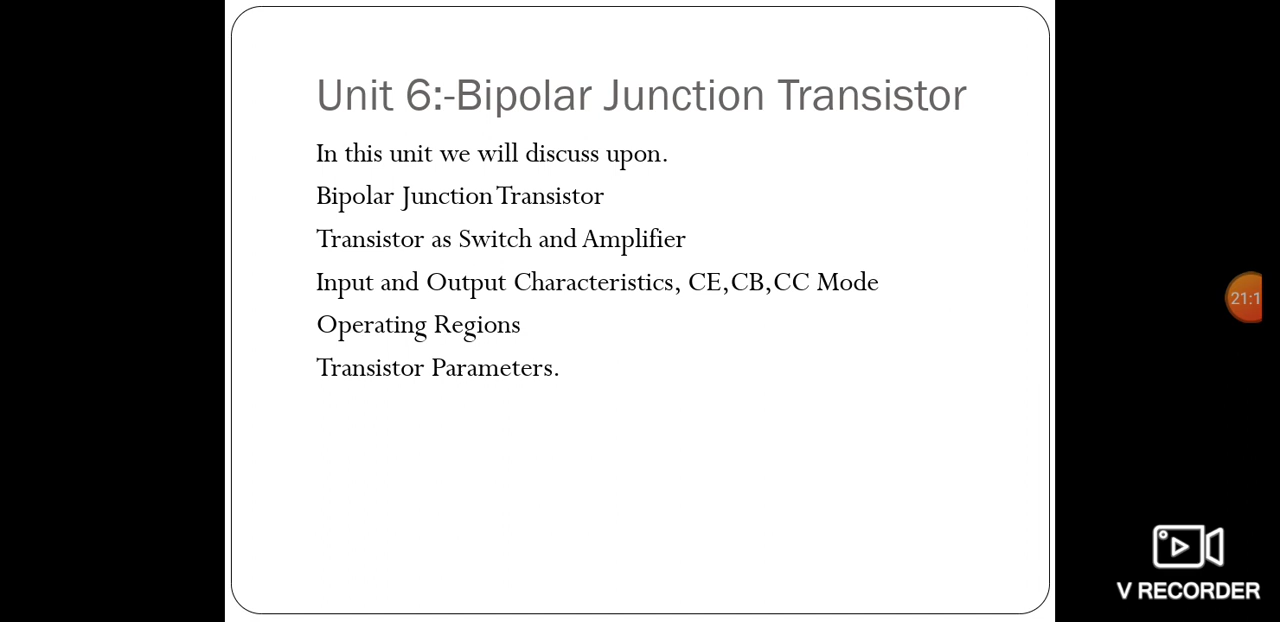 Unit 6:-Bipolar Junction Transistor
In this unit we will discuss upon.
Bipolar Junction Transistor
Transistor as Switch and Amplifier
Input and Output Characteristics, CE,CB,CC Mode
Operating Regions
Transistor Parameters.
21:1
V RECORDER